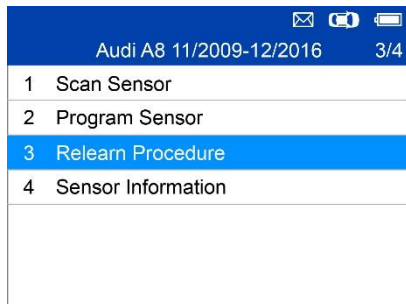 Audi A8 11/2009-12/2016 3/4
1 Scan Sensor
2 Program Sensor
3 Relearn Procedure
4 Sensor Information